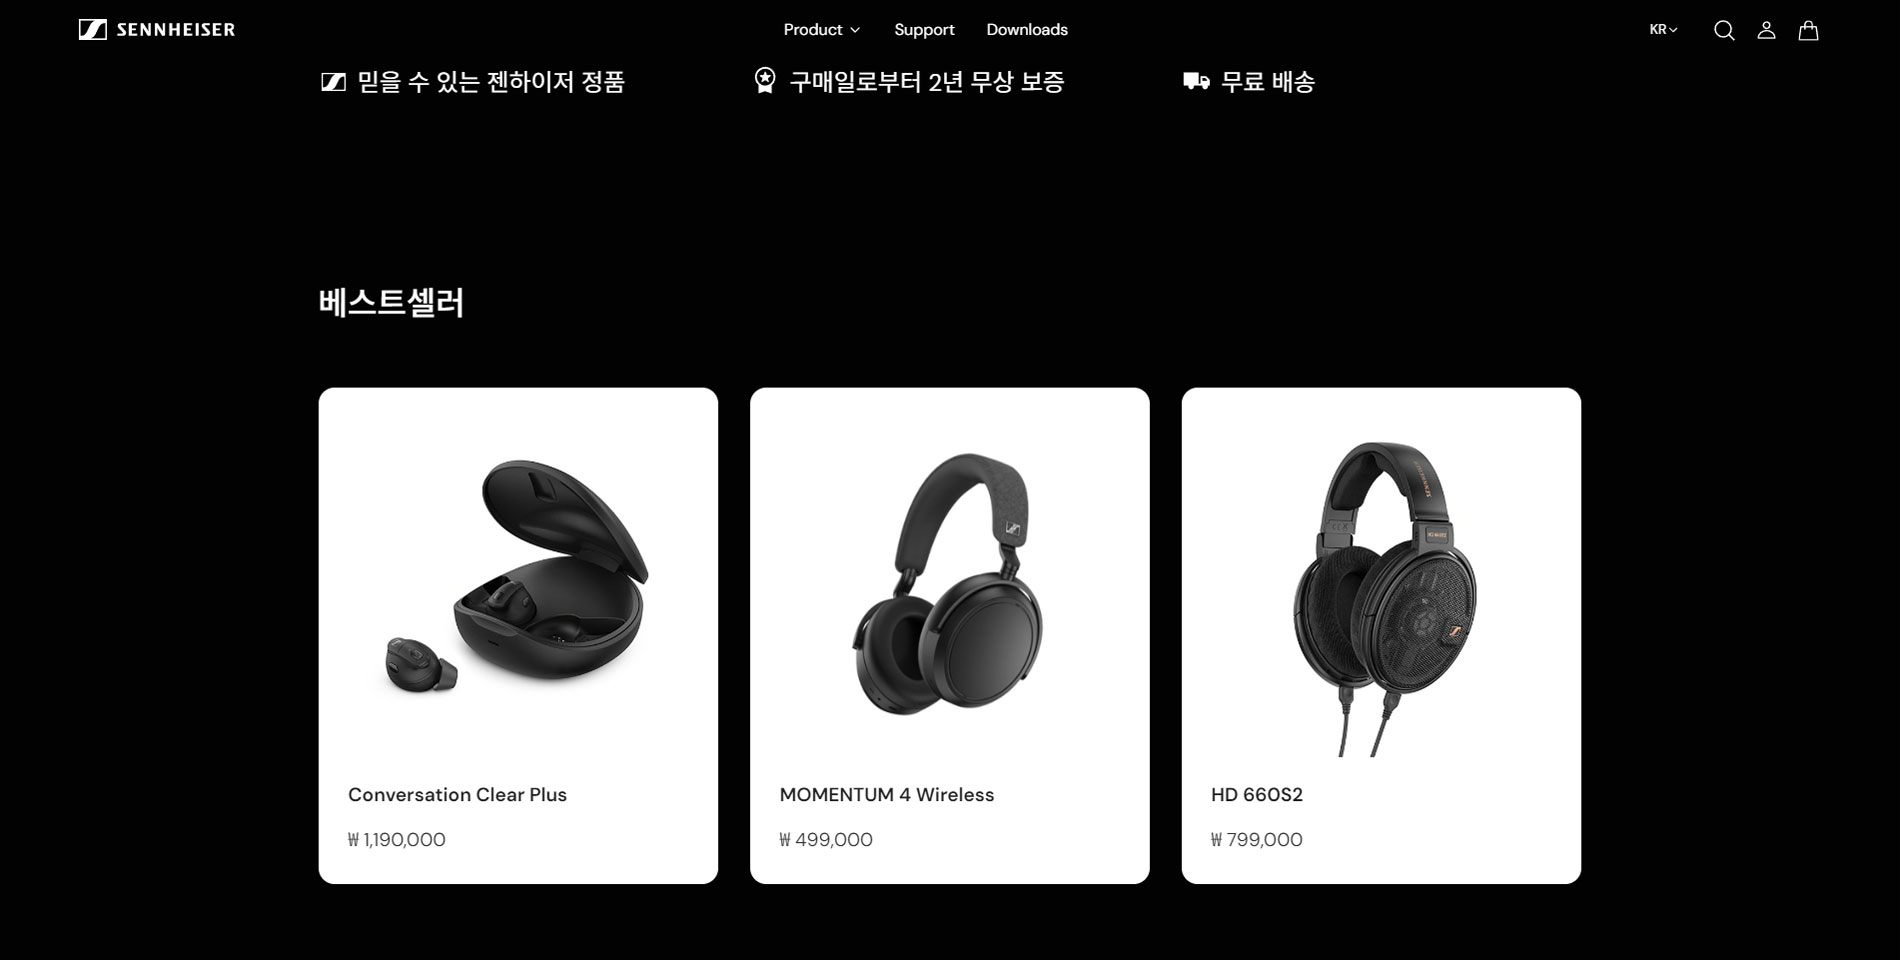 SENNHEISER
Product
Support
Downloads
KR
믿을 수 있는 젠하이저 정품
구매일로부터 2년 무상 보증
무료 배송
베스트셀러
Conversation Clear Plus
₩ 1,190,000
MOMENTUM 4 Wireless
₩ 499,000
HD 660S2
₩ 799,000